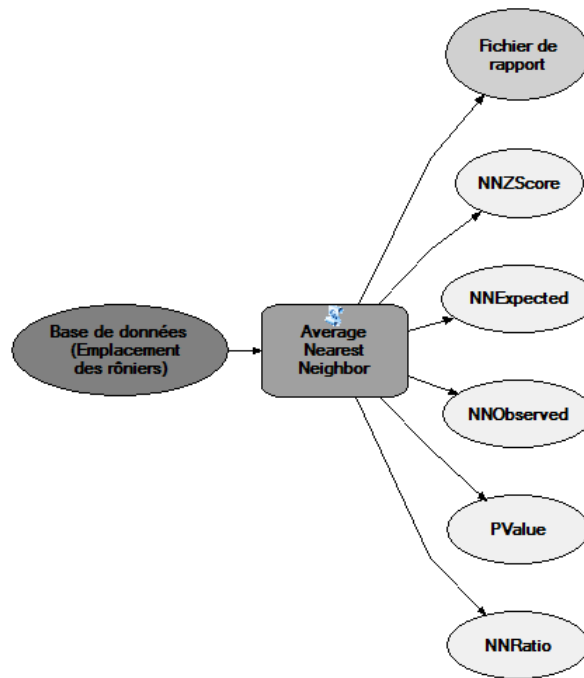 Fichier de
rapport
NNZScore
NNExpected
Base de données
(Emplacement
des rôniers)
Average
Nearest
Neighbor
NNObserved
PValue
NNRatio